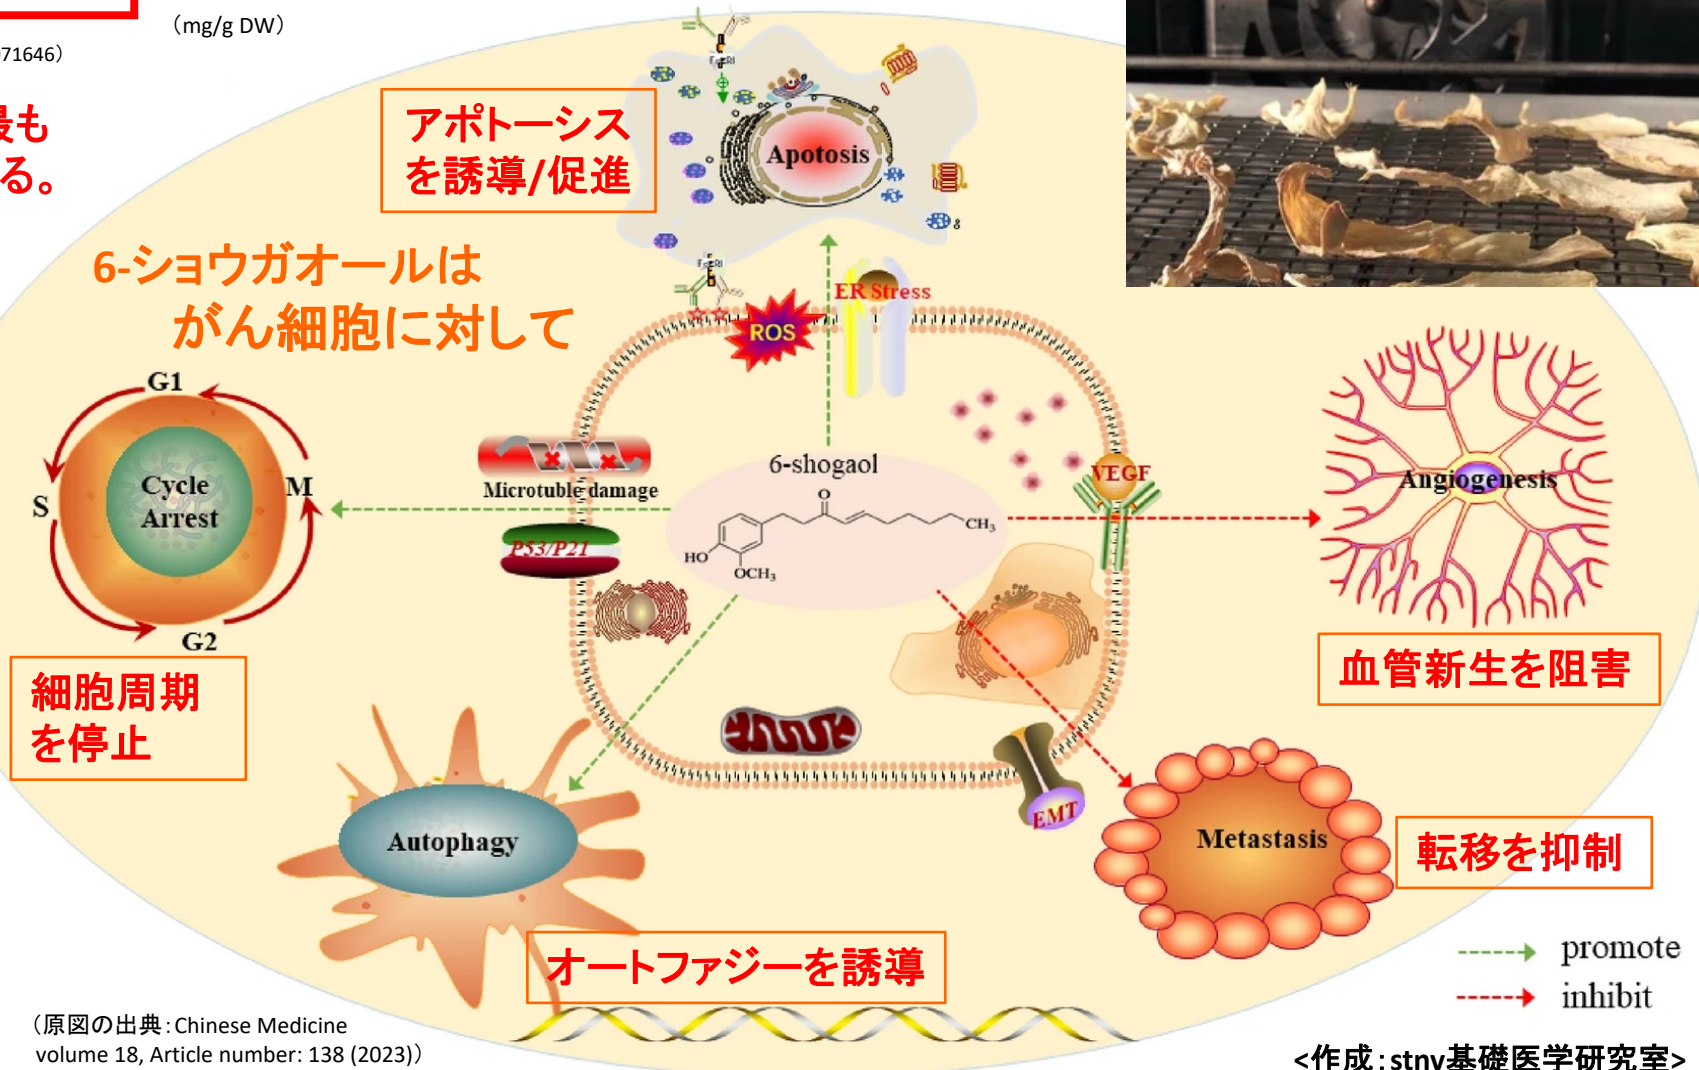 （mg/g DW）
071646）
最も
る。
アポトーシス
を誘導/促進
Apotosis
6-ショウガオールは
がん細胞に対して
ROS
ER Stress
G1
S
M
G2
Cycle
Arrest
Microtuble damage
P53/P21
6-shogaol
O
CH₃
HO
OCH₃
VEGF
Angiogenesis
細胞周期
を停止
血管新生を阻害
EMT
Autophagy
Metastasis
転移を抑制
オートファジーを誘導
promote
inhibit
（原図の出典：Chinese Medicine
volume 18, Article number: 138 (2023)）
<作成：stnv基礎医学研究室>